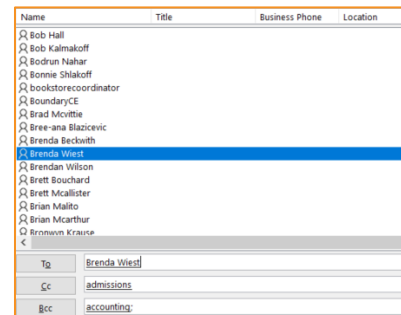 Name Title Business Phone Location
Bob Hall
Bob Kalmakoff
Bodrun Nahar
Bonnie Shlakoff
bookstorecoordinator
BoundaryCE
Brad Mcvittie
Bree-ana Blazicevic
Brenda Beckwith
Brenda Wiest
Brendan Wilson
Brett Bouchard
Brett Mcallister
Brian Malito
Brian Mcarthur
Bronwyn Krause
To Brenda Wiest
Cc admissions
Bcc accounting;